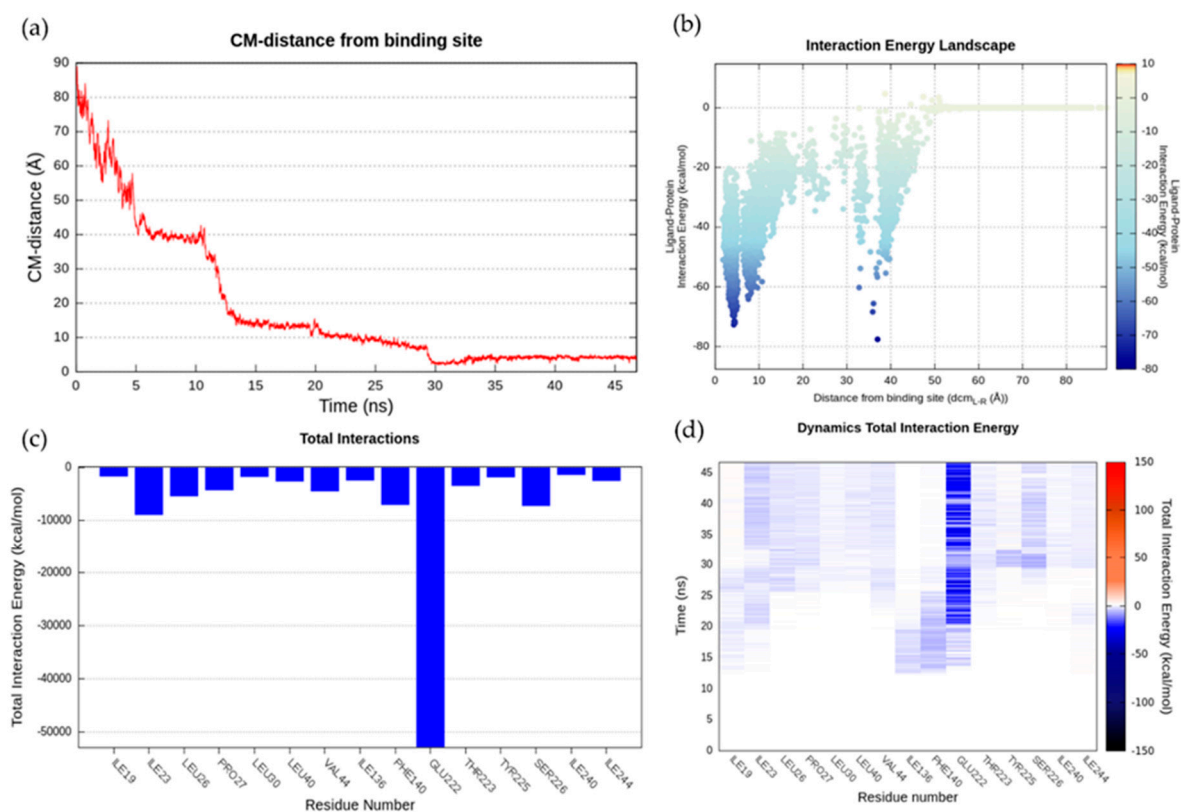 (a)
CM-distance from binding site
CM-distance (Å)
90
80
70
60
50
40
30
20
10
0
0 5 10 15 20 25 30 35 40 45
Time (ns)
(b)
Interaction Energy Landscape
Ligand-Protein
Interaction Energy (kcal/mol)
0
-20
-40
-60
-80
0 10 20 30 40 50 60 70 80
Distance from binding site (dcmL-R (Å))
10
0
-10
-20
-30
-40
-50
-60
-70
-80
Ligand-Protein
Interaction Energy (kcal/mol)
(c)
Total Interactions
Total Interaction Energy (kcal/mol)
0
-10000
-20000
-30000
-40000
-50000
ILE19 ILE23 LEU26 PRO27 LEU30 LEU40 VAL44 ILE136 PHE140 GLU222 THR223 TYR225 SER226 ILE240 ILE244
Residue Number
(d)
Dynamics Total Interaction Energy
Time (ns)
45
40
35
30
25
20
15
10
5
0
ILE19 ILE23 LEU26 PRO27 LEU30 LEU40 VAL44 ILE136 PHE140 GLU222 THR223 TYR225 SER226 ILE240 ILE244
Residue number
150
100
50
0
-50
-100
-150
Total Interaction Energy (kcal/mol)